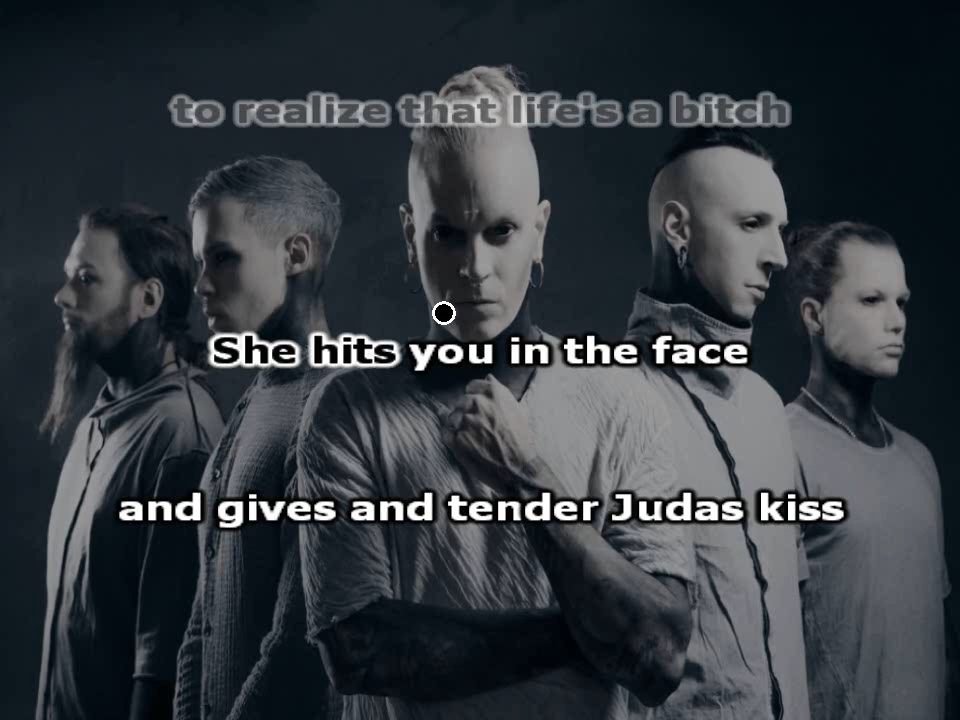 to realize that life's a bitch
She hits you in the face
and gives and tender Judas kiss